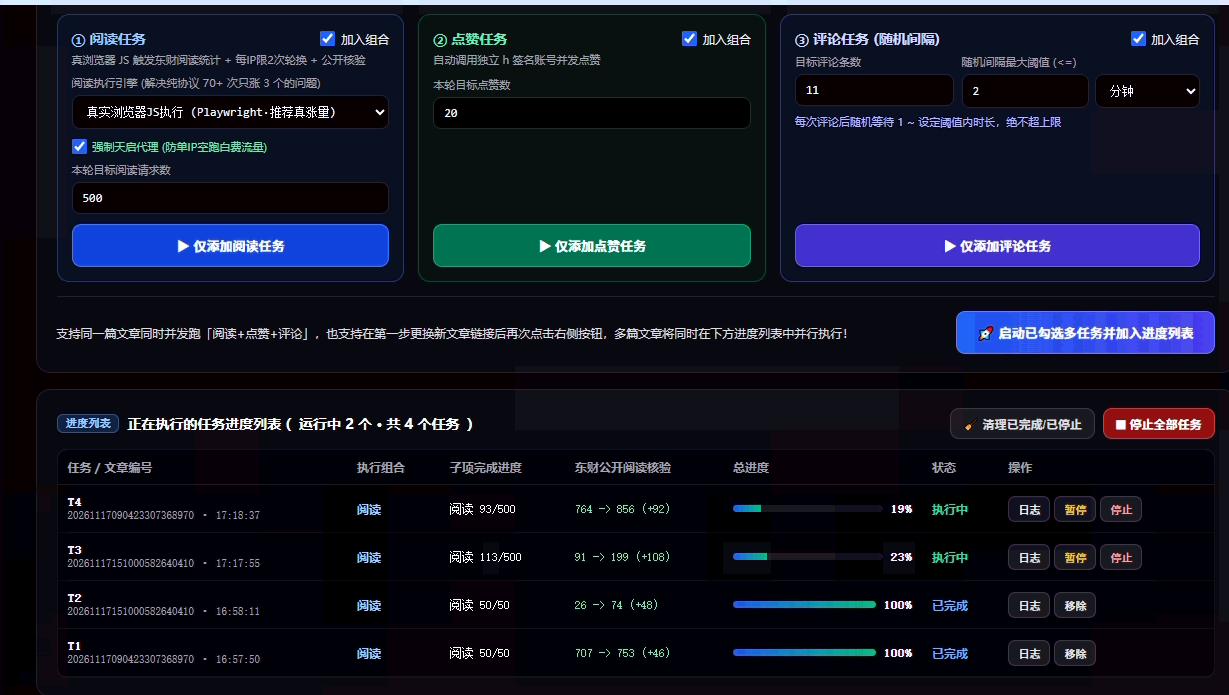 ① 阅读任务
加入组合
真浏览器 JS 触发东财阅读统计 + 每IP限2次轮换 + 公开核验
阅读执行引擎 (解决纯协议 70+ 次只涨 3 个的问题)
真实浏览器JS执行 (Playwright·推荐真涨量)
强制天启代理 (防单IP空跑白费流量)
本轮目标阅读请求数
500
▶ 仅添加阅读任务
② 点赞任务
加入组合
自动调用独立 h 签名账号并发点赞
本轮目标点赞数
20
▶ 仅添加点赞任务
③ 评论任务 (随机间隔)
加入组合
目标评论条数
随机间隔最大阈值 (<=)
11
2
分钟
每次评论后随机等待 1 ~ 设定阈值内时长，绝不超上限
▶ 仅添加评论任务
支持同一篇文章同时并发跑「阅读+点赞+评论」，也支持在第一步更换新文章链接后再次点击右侧按钮，多篇文章将同时在下方进度列表中并行执行！
🚀 启动已勾选多任务并加入进度列表
进度列表
正在执行的任务进度列表 ( 运行中 2 个 • 共 4 个任务 )
清理已完成/已停止
■ 停止全部任务
任务 / 文章编号 执行组合 子项完成进度 东财公开阅读核验 总进度 状态 操作
T4
20261117090423307368970 · 17:18:37
阅读 阅读 93/500 764 -> 856 (+92) 19% 执行中 日志 暂停 停止
T3
20261117151000582640410 · 17:17:55
阅读 阅读 113/500 91 -> 199 (+108) 23% 执行中 日志 暂停 停止
T2
20261117151000582640410 · 16:58:11
阅读 阅读 50/50 26 -> 74 (+48) 100% 已完成 日志 移除
T1
20261117090423307368970 · 16:57:50
阅读 阅读 50/50 707 -> 753 (+46) 100% 已完成 日志 移除